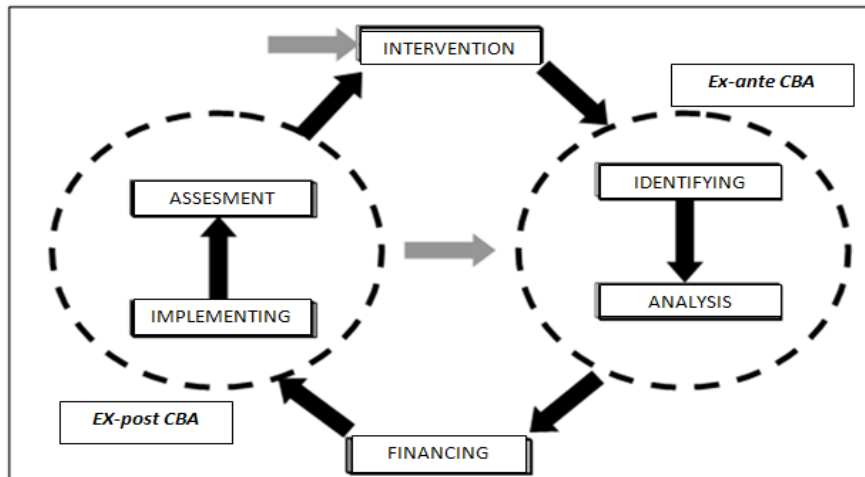 INTERVENTION
Ex-ante CBA
ASSESMENT
IDENTIFYING
IMPLEMENTING
ANALYSIS
EX-post CBA
FINANCING